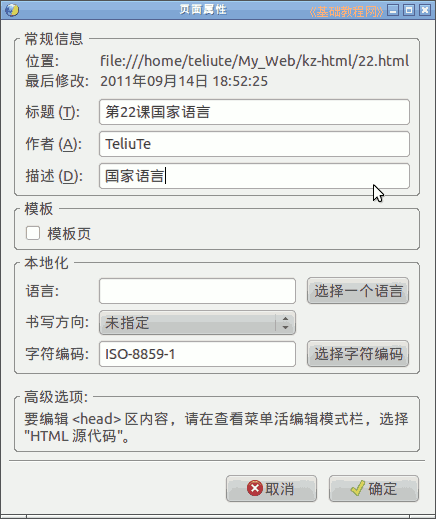 页面属性
《基础教程网》
常规信息
位置: file:///home/teliute/My_Web/kz-html/22.html
最后修改: 2011年09月14日 18:52:25
标题 (T): 第22课国家语言
作者 (A): TeliuTe
描述 (D): 国家语言
模板
模板页
本地化
语言: 选择一个语言
书写方向: 未指定
字符编码: ISO-8859-1 选择字符编码
高级选项:
要编辑 <head> 区内容，请在查看菜单活编辑模式栏，选择
"HTML 源代码"。
取消 确定